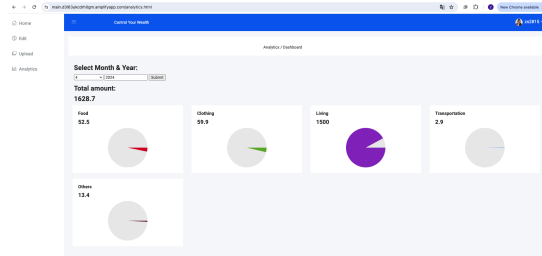 main.d3t83ukcdh8gm.amplifyapp.com/analytics.html
New Chrome available
Home
Control Your Wealth
zs2815
Edit
Upload
Analytics / Dashboard
Analytics
Select Month & Year:
4 2024 Submit
Total amount:
1628.7
Food Clothing Living Transportation
52.5 59.9 1500 2.9
Others
13.4